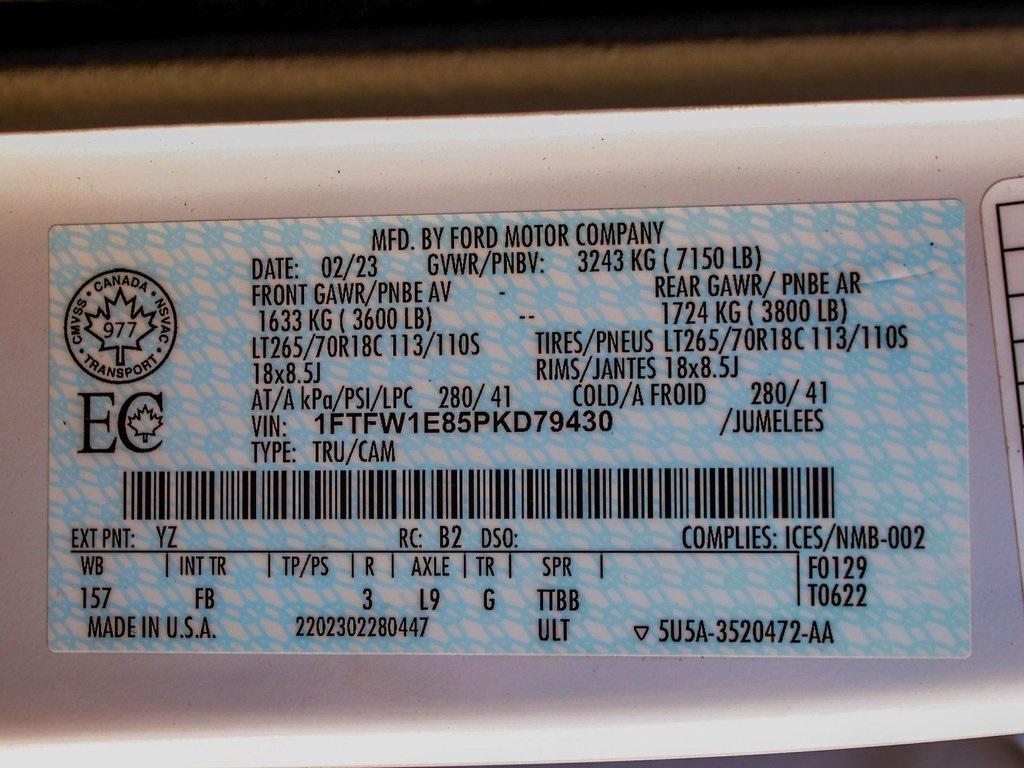 MFD. BY FORD MOTOR COMPANY
DATE: 02/23 GVWR/PNBV: 3243 KG ( 7150 LB)
FRONT GAWR/PNBE AV - REAR GAWR/ PNBE AR
1633 KG ( 3600 LB) -- 1724 KG ( 3800 LB)
LT265/70R18C 113/110S TIRES/PNEUS LT265/70R18C 113/110S
18x8.5J RIMS/JANTES 18x8.5J
AT/A kPa/PSI/LPC 280/ 41 COLD/A FROID 280/ 41
VIN: 1FTFW1E85PKD79430 /JUMELEES
TYPE: TRU/CAM
CANADA
CMVSS 977 NSVAC
TRANSPORT
EC
EXT PNT: YZ RC: B2 DSO: COMPLIES: ICES/NMB-002
WB | INT TR | TP/PS | R | AXLE | TR | SPR | F0129
157 FB 3 L9 G TTBB T0622
MADE IN U.S.A. 2202302280447 ULT ▽ 5U5A-3520472-AA